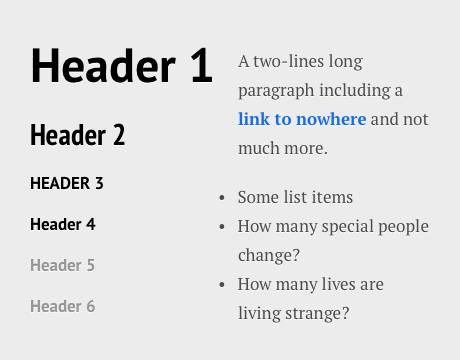 Header 1
Header 2
HEADER 3
Header 4
Header 5
Header 6
A two-lines long
paragraph including a
link to nowhere and not
much more.
• Some list items
• How many special people
change?
• How many lives are
living strange?